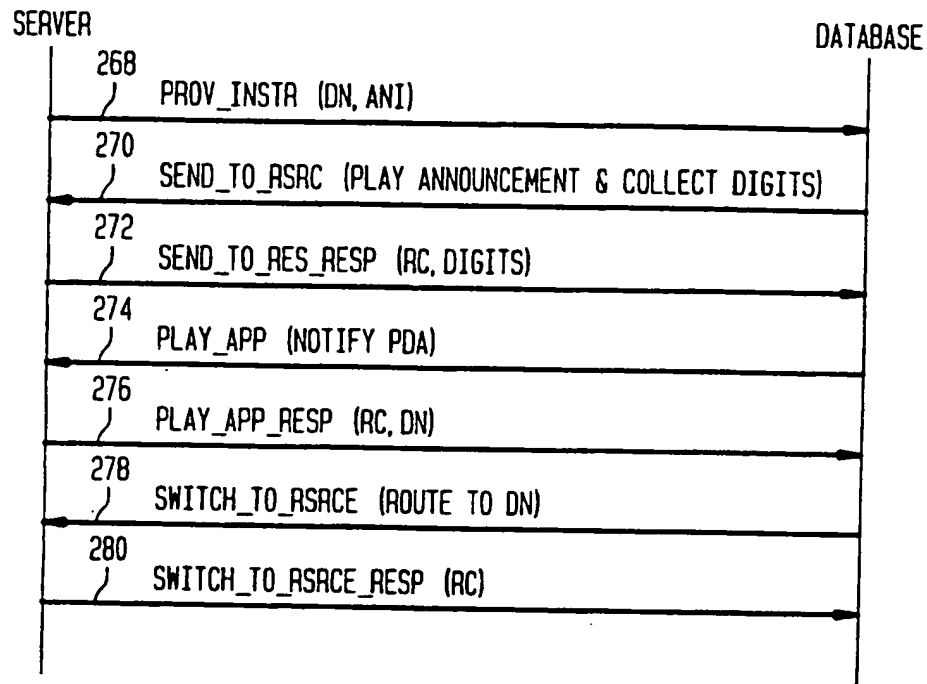 SERVER
DATABASE
268
PROV_INSTR (DN, ANI)
270
SEND_TO_RSRC (PLAY ANNOUNCEMENT & COLLECT DIGITS)
272
SEND_TO_RES_RESP (RC, DIGITS)
274
PLAY_APP (NOTIFY PDA)
276
PLAY_APP_RESP (RC, DN)
278
SWITCH_TO_RSRCE (ROUTE TO DN)
280
SWITCH_TO_RSRCE_RESP (RC)